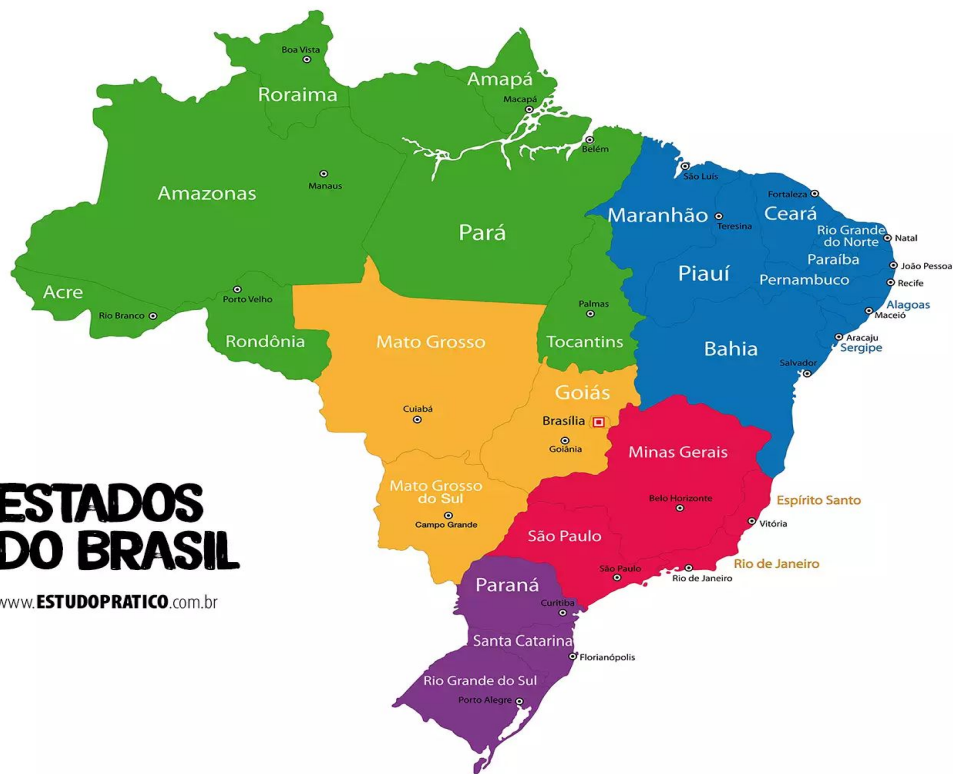 Boa Vista
Roraima
Amapá
Macapá
Belém
Manaus
Amazonas
Pará
São Luís
Maranhão
Teresina
Fortaleza
Ceará
Rio Grande
do Norte
Natal
Paraíba
João Pessoa
Piauí
Pernambuco
Recife
Alagoas
Maceió
Aracaju
Sergipe
Acre
Rio Branco
Porto Velho
Rondônia
Palmas
Tocantins
Mato Grosso
Cuiabá
Bahia
Salvador
Goiás
Brasília
Goiânia
Minas Gerais
Belo Horizonte
Mato Grosso
do Sul
Campo Grande
Espírito Santo
Vitória
São Paulo
São Paulo
Rio de Janeiro
Rio de Janeiro
Paraná
Curitiba
Santa Catarina
Florianópolis
Rio Grande do Sul
Porto Alegre
ESTADOS
DO BRASIL
www.ESTUDOPRATICO.com.br